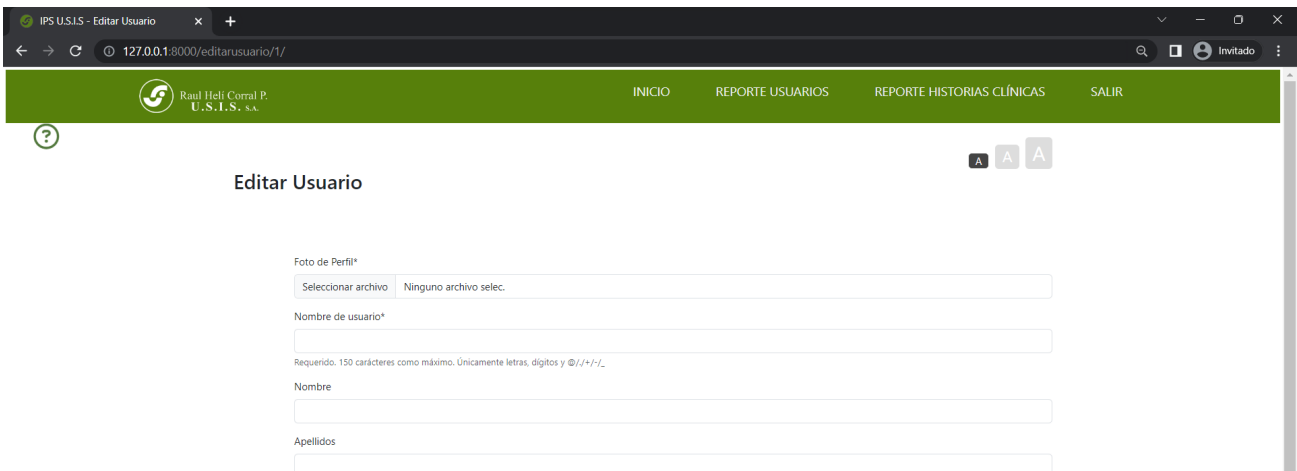 IPS U.S.I.S - Editar Usuario
127.0.0.1:8000/editarusuario/1/
Invitado
Raul Heli Corral P.
U.S.I.S. S.A.
INICIO REPORTE USUARIOS REPORTE HISTORIAS CLÍNICAS SALIR
?
A A A
Editar Usuario
Foto de Perfil*
Seleccionar archivo Ninguno archivo selec.
Nombre de usuario*
Requerido. 150 carácteres como máximo. Únicamente letras, dígitos y @/./+/-/_
Nombre
Apellidos